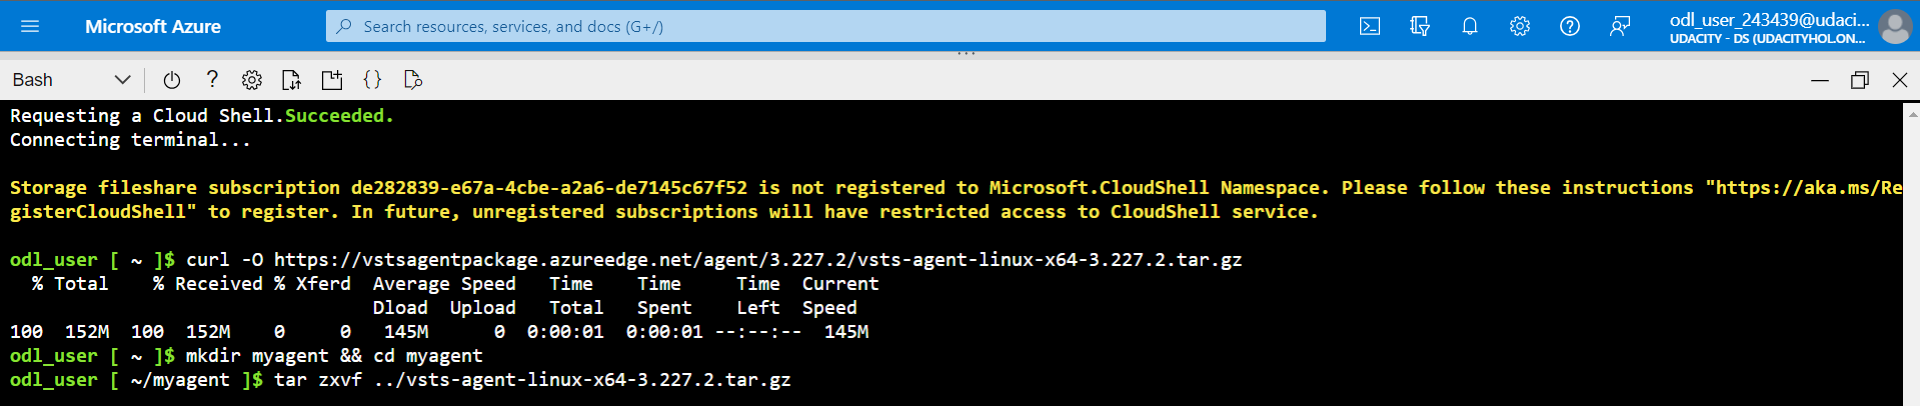 Microsoft Azure
Search resources, services, and docs (G+/)
odl_user_243439@udaci...
UDACITY - DS (UDACITYHOL.ON...
Bash
Requesting a Cloud Shell.Succeeded.
Connecting terminal...
Storage fileshare subscription de282839-e67a-4cbe-a2a6-de7145c67f52 is not registered to Microsoft.CloudShell Namespace. Please follow these instructions "https://aka.ms/Re
gisterCloudShell" to register. In future, unregistered subscriptions will have restricted access to CloudShell service.
odl_user [ ~ ]$ curl -O https://vstsagentpackage.azureedge.net/agent/3.227.2/vsts-agent-linux-x64-3.227.2.tar.gz
% Total    % Received % Xferd  Average Speed   Time    Time     Time  Current
Dload  Upload   Total   Spent    Left  Speed
100  152M  100  152M    0     0   145M      0  0:00:01  0:00:01 --:--:--  145M
odl_user [ ~ ]$ mkdir myagent && cd myagent
odl_user [ ~/myagent ]$ tar zxvf ../vsts-agent-linux-x64-3.227.2.tar.gz